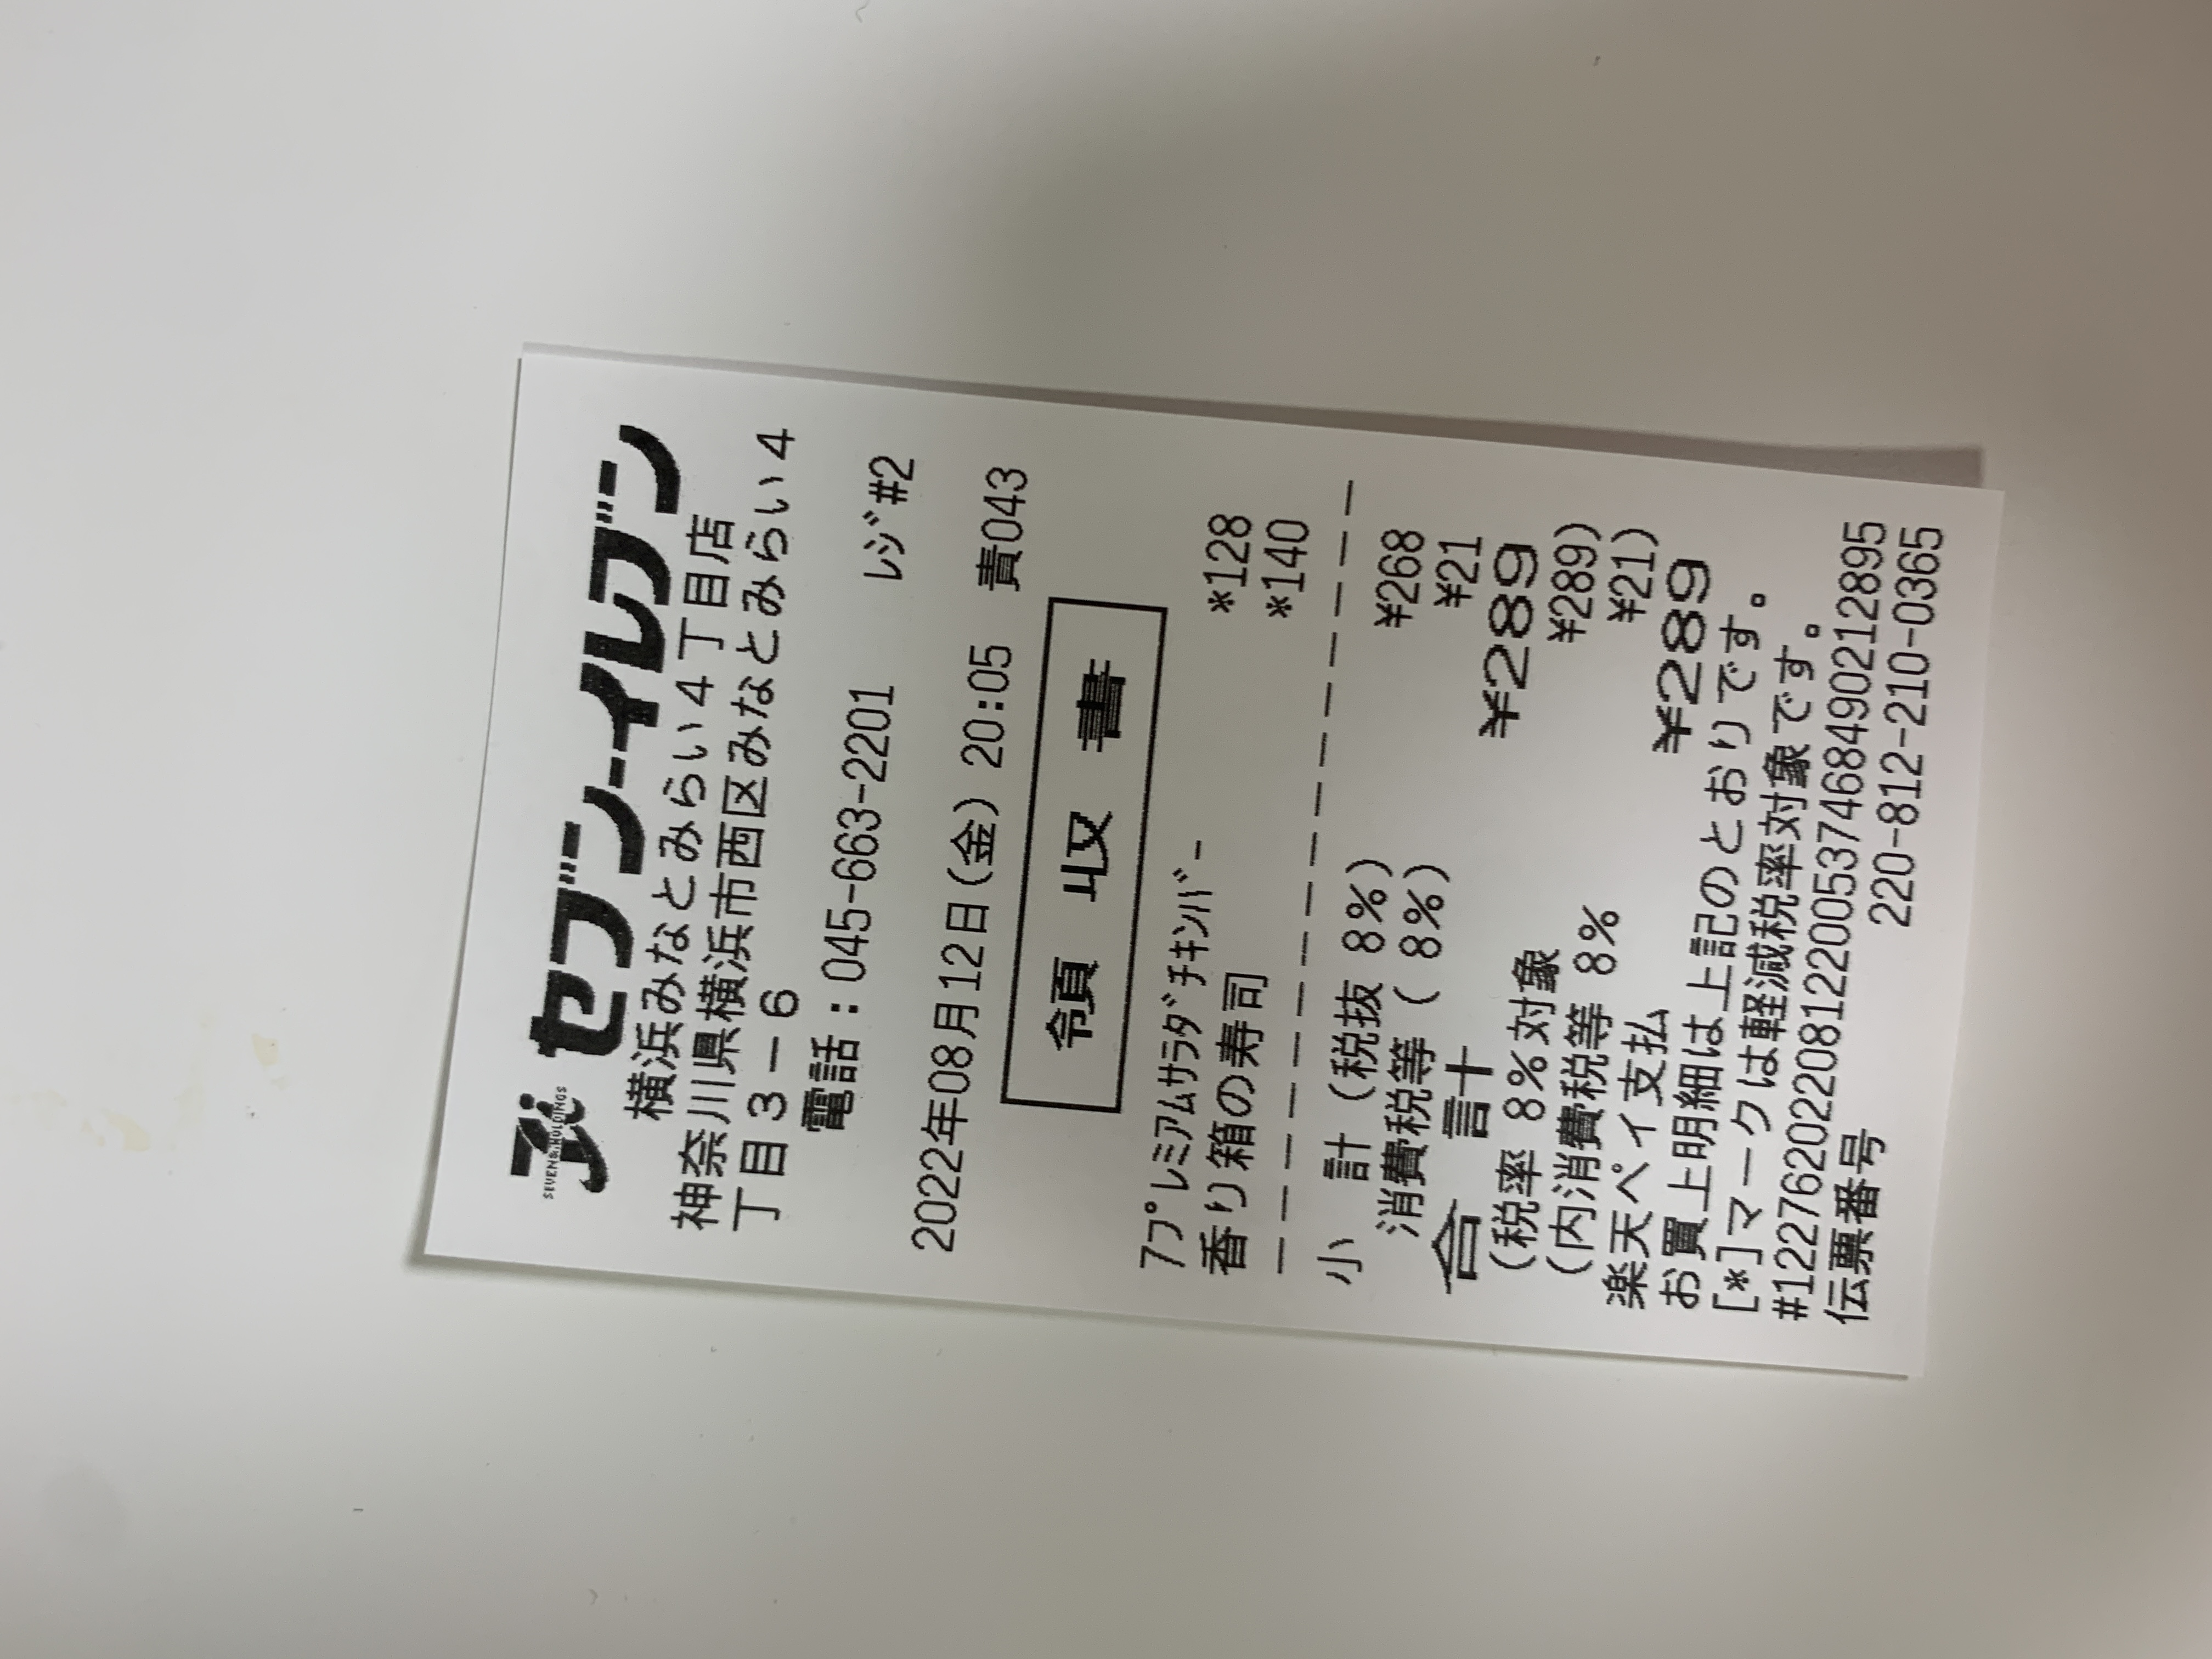 SEVEN&i HOLDINGS
セブン-イレブン
横浜みなとみらい4丁目店
神奈川県横浜市西区みなとみらい4
丁目3-6
電話:045-663-2201 レジ#2
2022年08月12日(金) 20:05 責043
領収書
7プレミアムサラダチキンバー *128
香り箱の寿司 *140
小 計(税抜 8%) ¥268
消費税等( 8%) ¥21
合 計 ¥289
(税率 8%対象 ¥289)
(内消費税等 8% ¥21)
楽天ペイ支払 ¥289
お買上明細は上記のとおりです。
[*]マークは軽減税率対象です。
#12276202208122005374684902128​95
伝票番号 220-812-210-0365